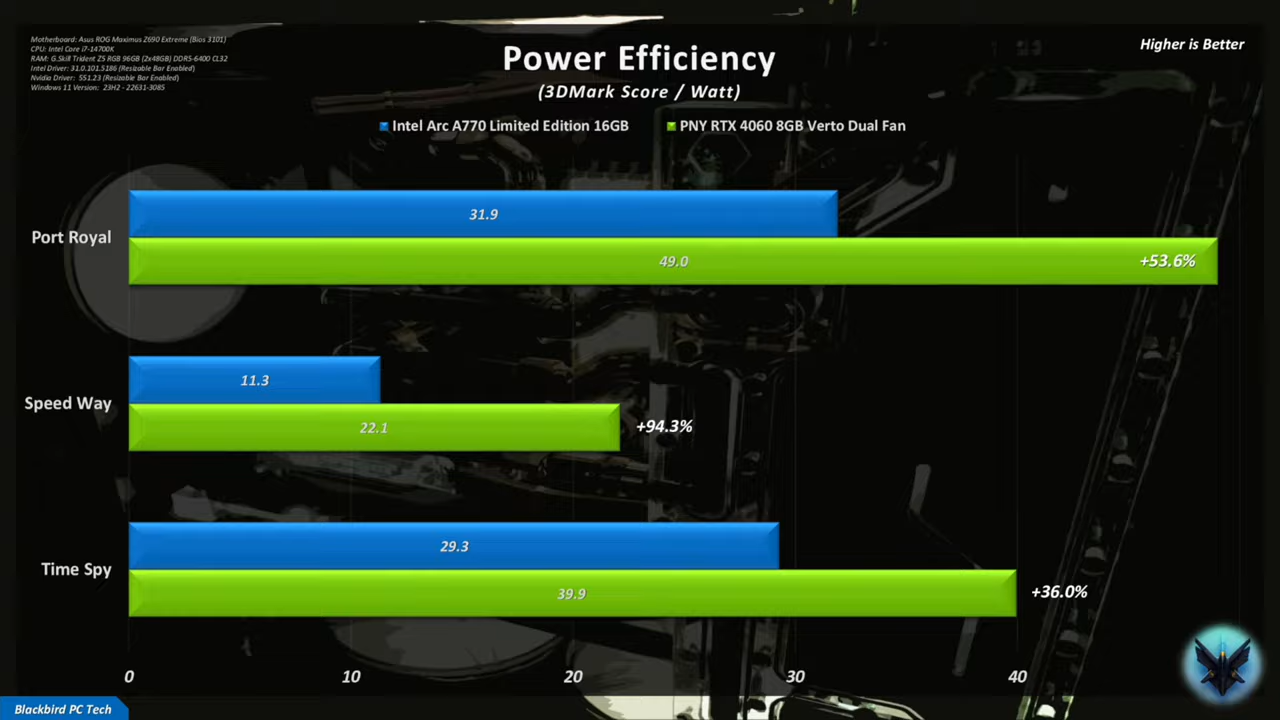 Motherboard: Asus ROG Maximus Z690 Extreme (Bios 3101)
CPU: Intel Core i7-14700K
RAM: G.Skill Trident Z5 RGB 96GB (2x48GB) DDR5-6400 CL32
Intel Driver: 31.0.101.5186 (Resizable Bar Enabled)
Nvidia Driver: 551.23 (Resizable Bar Enabled)
Windows 11 Version: 23H2 - 22631-3085
Power Efficiency
(3DMark Score / Watt)
Higher is Better
Intel Arc A770 Limited Edition 16GB
PNY RTX 4060 8GB Verto Dual Fan
Port Royal
31.9
49.0
+53.6%
Speed Way
11.3
22.1
+94.3%
Time Spy
29.3
39.9
+36.0%
0 10 20 30 40
Blackbird PC Tech